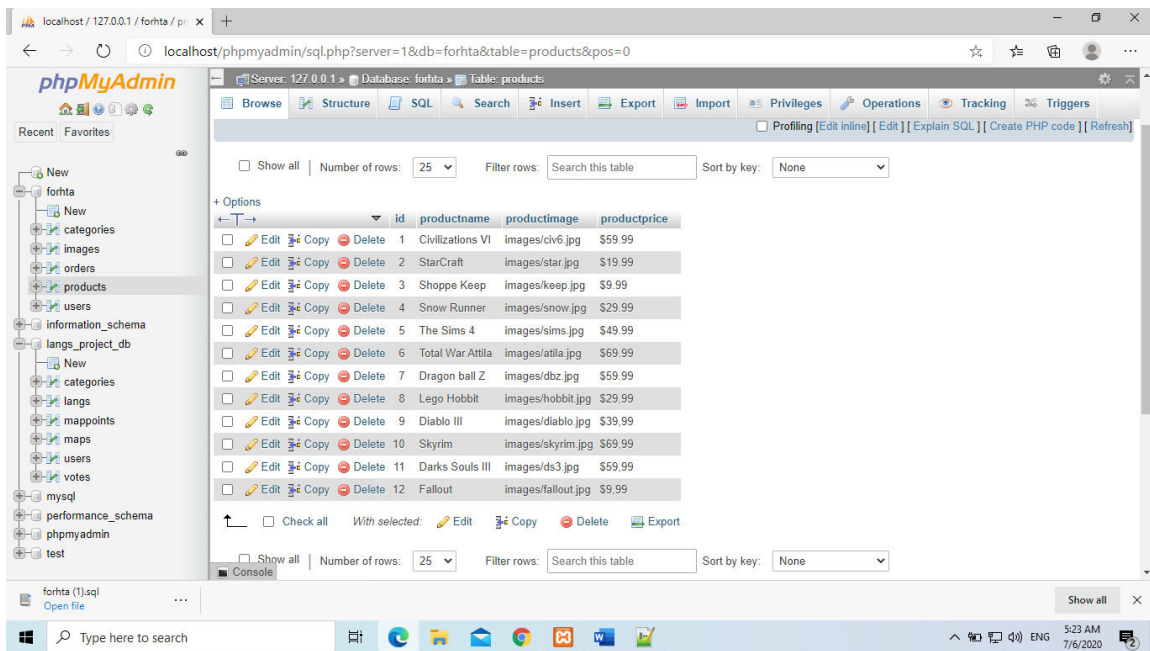 localhost / 127.0.0.1 / forhta / pr
localhost/phpmyadmin/sql.php?server=1&db=forhta&table=products&pos=0
phpMyAdmin
Recent Favorites
New
forhta
New
categories
images
orders
products
users
information_schema
langs_project_db
New
categories
langs
mappoints
maps
users
votes
mysql
performance_schema
phpmyadmin
test
Server: 127.0.0.1 » Database: forhta » Table: products
Browse Structure SQL Search Insert Export Import Privileges Operations Tracking Triggers
Profiling [Edit inline] [ Edit ] [ Explain SQL ] [ Create PHP code ] [ Refresh]
Show all | Number of rows: 25 Filter rows: Search this table Sort by key: None
+ Options
←T→ id productname productimage productprice
Edit Copy Delete 1 Civilizations VI images/civ6.jpg $59.99
Edit Copy Delete 2 StarCraft images/star.jpg $19.99
Edit Copy Delete 3 Shoppe Keep images/keep.jpg $9.99
Edit Copy Delete 4 Snow Runner images/snow.jpg $29.99
Edit Copy Delete 5 The Sims 4 images/sims.jpg $49.99
Edit Copy Delete 6 Total War Attila images/atila.jpg $69.99
Edit Copy Delete 7 Dragon ball Z images/dbz.jpg $59.99
Edit Copy Delete 8 Lego Hobbit images/hobbit.jpg $29,99
Edit Copy Delete 9 Diablo III images/diablo.jpg $39,99
Edit Copy Delete 10 Skyrim images/skyrim.jpg $69.99
Edit Copy Delete 11 Darks Souls III images/ds3.jpg $59,99
Edit Copy Delete 12 Fallout images/fallout.jpg $9,99
Check all With selected: Edit Copy Delete Export
Show all | Number of rows: 25 Filter rows: Search this table Sort by key: None
Console
forhta (1).sql
Open file
Show all
Type here to search
ENG
5:23 AM
7/6/2020
2